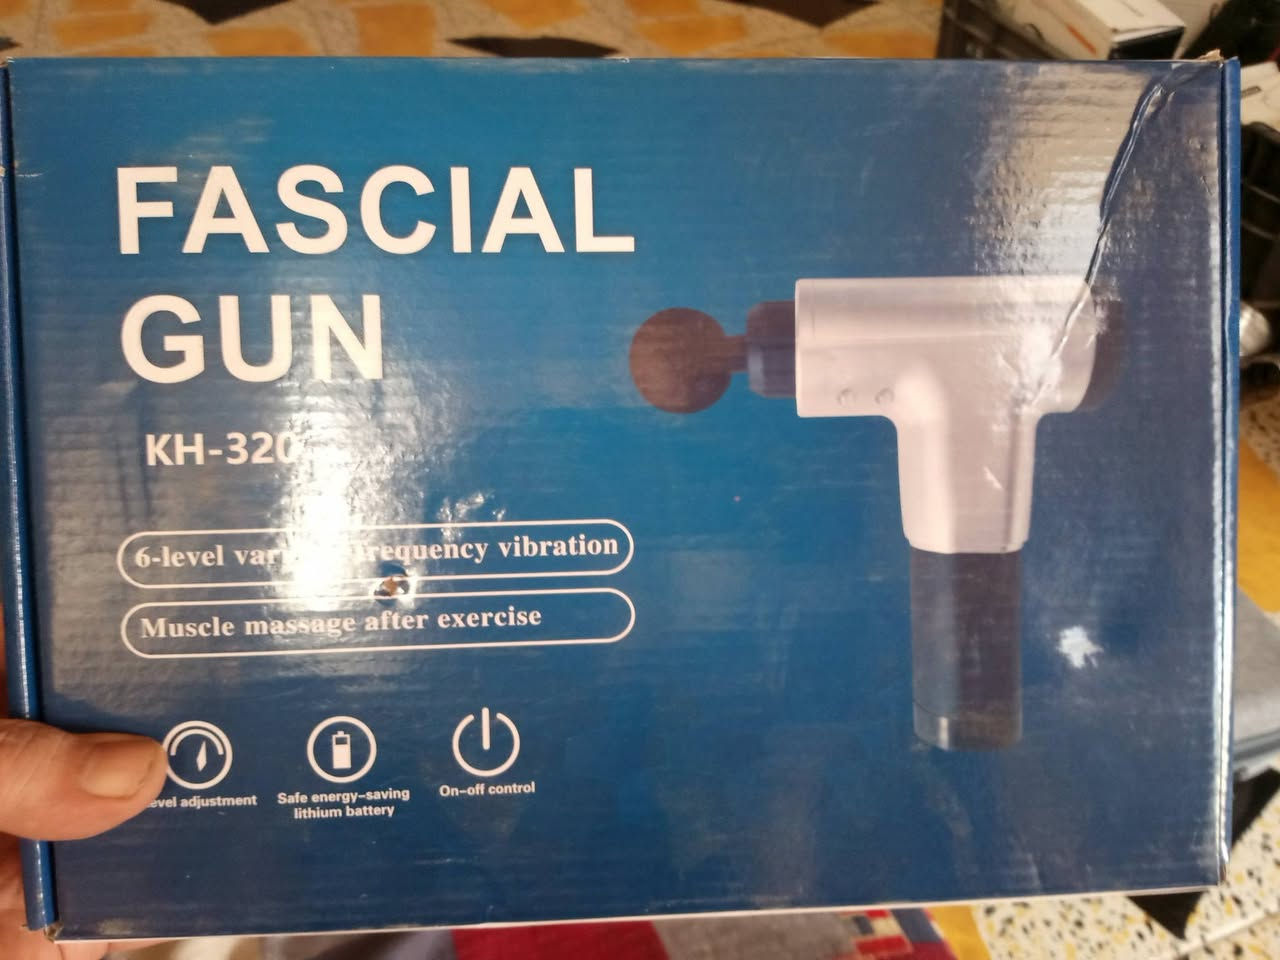 FASCIAL
GUN
KH-320
6-level frequency vibration
Muscle massage after exercise
adjustment
Safe energy-saving
lithium battery
On-off control